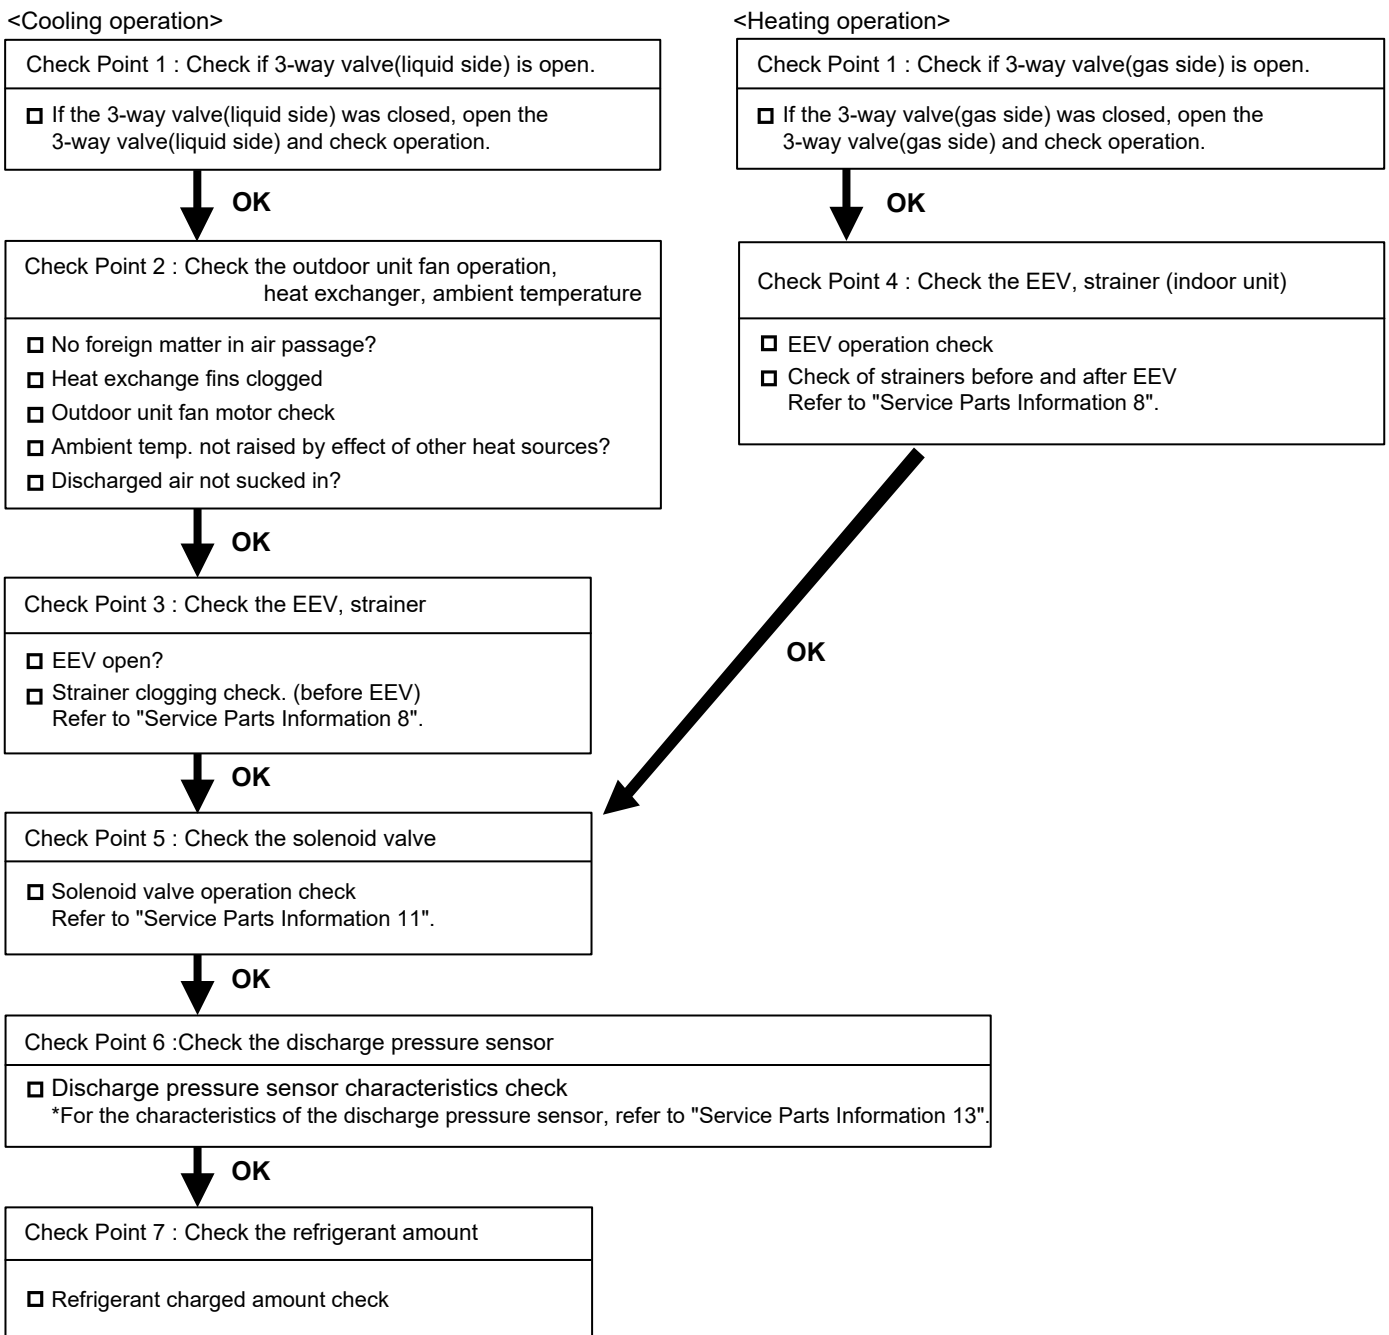 <Cooling operation>
Check Point 1 : Check if 3-way valve(liquid side) is open.
If the 3-way valve(liquid side) was closed, open the
3-way valve(liquid side) and check operation.
OK
Check Point 2 : Check the outdoor unit fan operation,
heat exchanger, ambient temperature
No foreign matter in air passage?
Heat exchange fins clogged
Outdoor unit fan motor check
Ambient temp. not raised by effect of other heat sources?
Discharged air not sucked in?
OK
Check Point 3 : Check the EEV, strainer
EEV open?
Strainer clogging check. (before EEV)
Refer to "Service Parts Information 8".
OK
<Heating operation>
Check Point 1 : Check if 3-way valve(gas side) is open.
If the 3-way valve(gas side) was closed, open the
3-way valve(gas side) and check operation.
OK
Check Point 4 : Check the EEV, strainer (indoor unit)
EEV operation check
Check of strainers before and after EEV
Refer to "Service Parts Information 8".
OK
Check Point 5 : Check the solenoid valve
Solenoid valve operation check
Refer to "Service Parts Information 11".
OK
Check Point 6 :Check the discharge pressure sensor
Discharge pressure sensor characteristics check
*For the characteristics of the discharge pressure sensor, refer to "Service Parts Information 13".
OK
Check Point 7 : Check the refrigerant amount
Refrigerant charged amount check